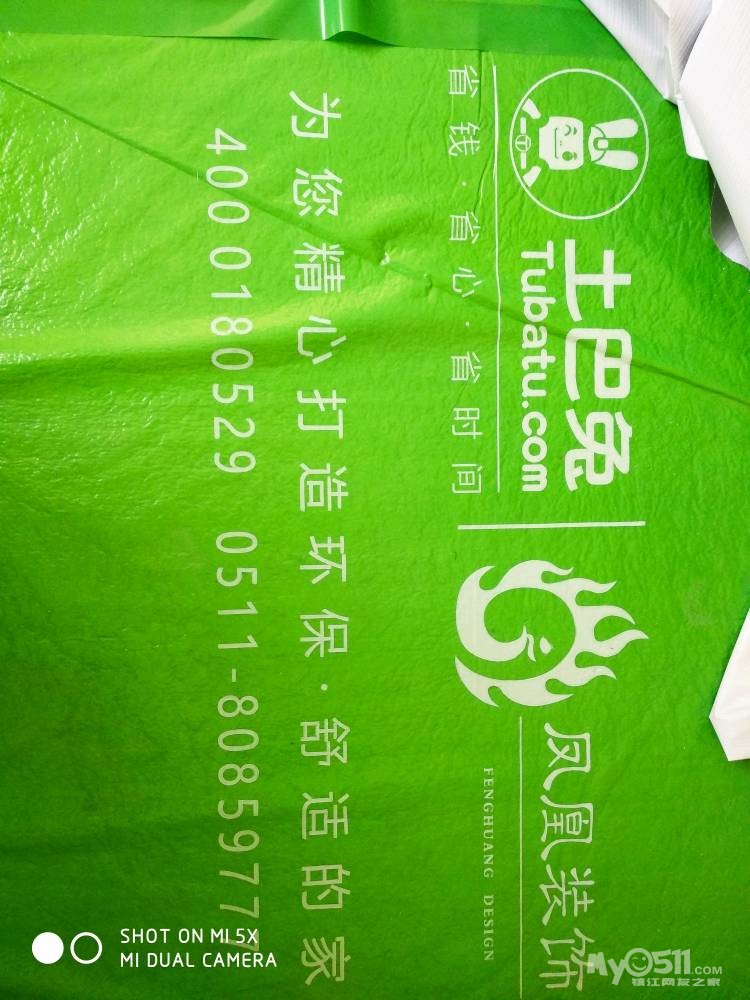 土巴兔
Tubatu.com
省钱·省心·省时间
凤凰装饰
FENGHUANG DESIGN
为您精心打造环保·舒适的家
400 0180529 0511-80859777
SHOT ON MI 5X
MI DUAL CAMERA
My0511.COM
镇江网友之家